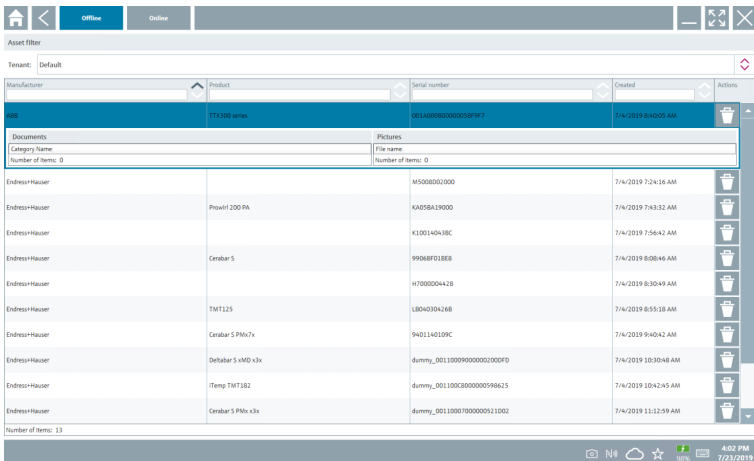 Offline Online
Asset filter
Tenant: Default
Manufacturer Product Serial number Created Actions
ABB TTX300 series 7/4/2019 8:40:05 AM
Documents Pictures
Category Name File name
Number of Items: 0 Number of Items: 0
Endress+Hauser M5008D02000 7/4/2019 7:24:16 AM
Endress+Hauser Prowirl 200 PA KA05BA19000 7/4/2019 7:43:32 AM
Endress+Hauser K100140438C 7/4/2019 7:56:42 AM
Endress+Hauser Cerabar S 9906BF01BEB 7/4/2019 8:08:46 AM
Endress+Hauser H7000D04428 7/4/2019 8:30:49 AM
Endress+Hauser TMT125 LB04030426B 7/4/2019 8:55:18 AM
Endress+Hauser Cerabar S PMx7x 9401140109C 7/4/2019 9:40:42 AM
Endress+Hauser Deltabar S xMD x3x dummy_00110009000000200DFD 7/4/2019 10:30:48 AM
Endress+Hauser iTemp TMT182 dummy_001100C8000000598625 7/4/2019 10:42:45 AM
Endress+Hauser Cerabar S PMx x3x dummy_00110007000000521D02 7/4/2019 11:12:59 AM
Number of Items: 13
98% 4:02 PM
7/23/2019